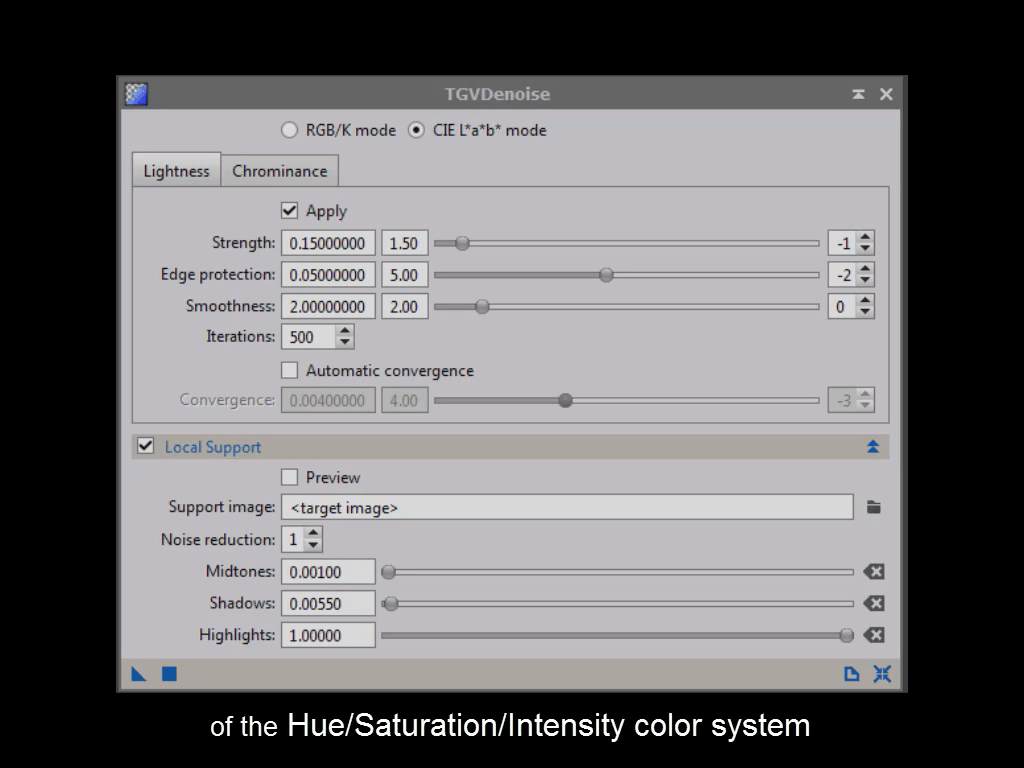 TGVDenoise
RGB/K mode CIE L*a*b* mode
Lightness Chrominance
Apply
Strength: 0.15000000 1.50 -1
Edge protection: 0.05000000 5.00 -2
Smoothness: 2.00000000 2.00 0
Iterations: 500
Automatic convergence
Convergence: 0.00400000 4.00 -3
Local Support
Preview
Support image: <target image>
Noise reduction: 1
Midtones: 0.00100
Shadows: 0.00550
Highlights: 1.00000
of the Hue/Saturation/Intensity color system